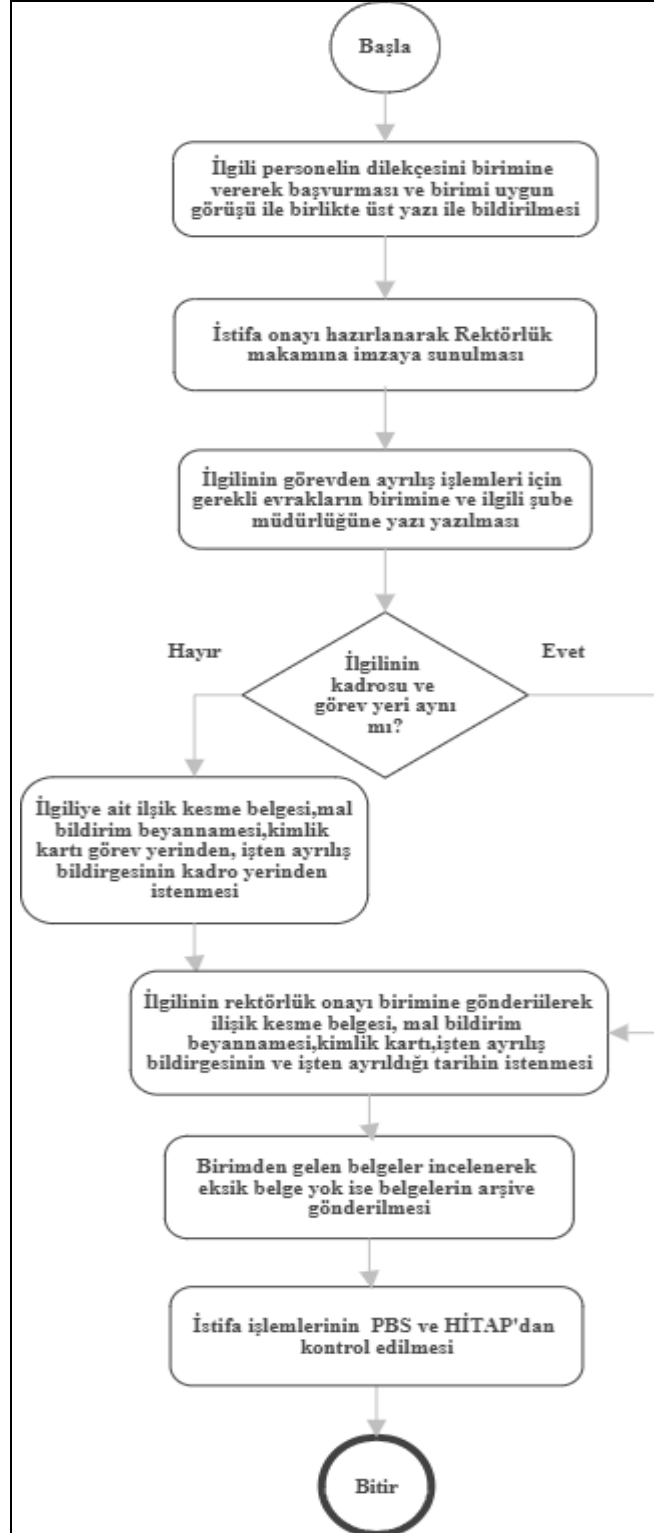 Başla
İlgili personelin dilekçesini birimine
vererek başvurması ve birimi uygun
görüşü ile birlikte üst yazı ile bildirilmesi
İstifa onayı hazırlanarak Rektörlük
makamına imzaya sunulması
İlgilinin görevden ayrılış işlemleri için
gerekli evrakların birimine ve ilgili şube
müdürlüğüne yazı yazılması
Hayır
İlgilinin
kadrosu ve
görev yeri aynı
mı?
Evet
İlgiliye ait ilşik kesme belgesi,mal
bildirim beyannamesi,kimlik
kartı görev yerinden, işten ayrılış
bildirgesinin kadro yerinden
istenmesi
İlgilinin rektörlük onayı birimine gönderiilerek
ilişik kesme belgesi, mal bildirim
beyannamesi,kimlik kartı,işten ayrılış
bildirgesinin ve işten ayrıldığı tarihin istenmesi
Birimden gelen belgeler incelenerek
eksik belge yok ise belgelerin arşive
gönderilmesi
İstifa işlemlerinin PBS ve HİTAP'dan
kontrol edilmesi
Bitir